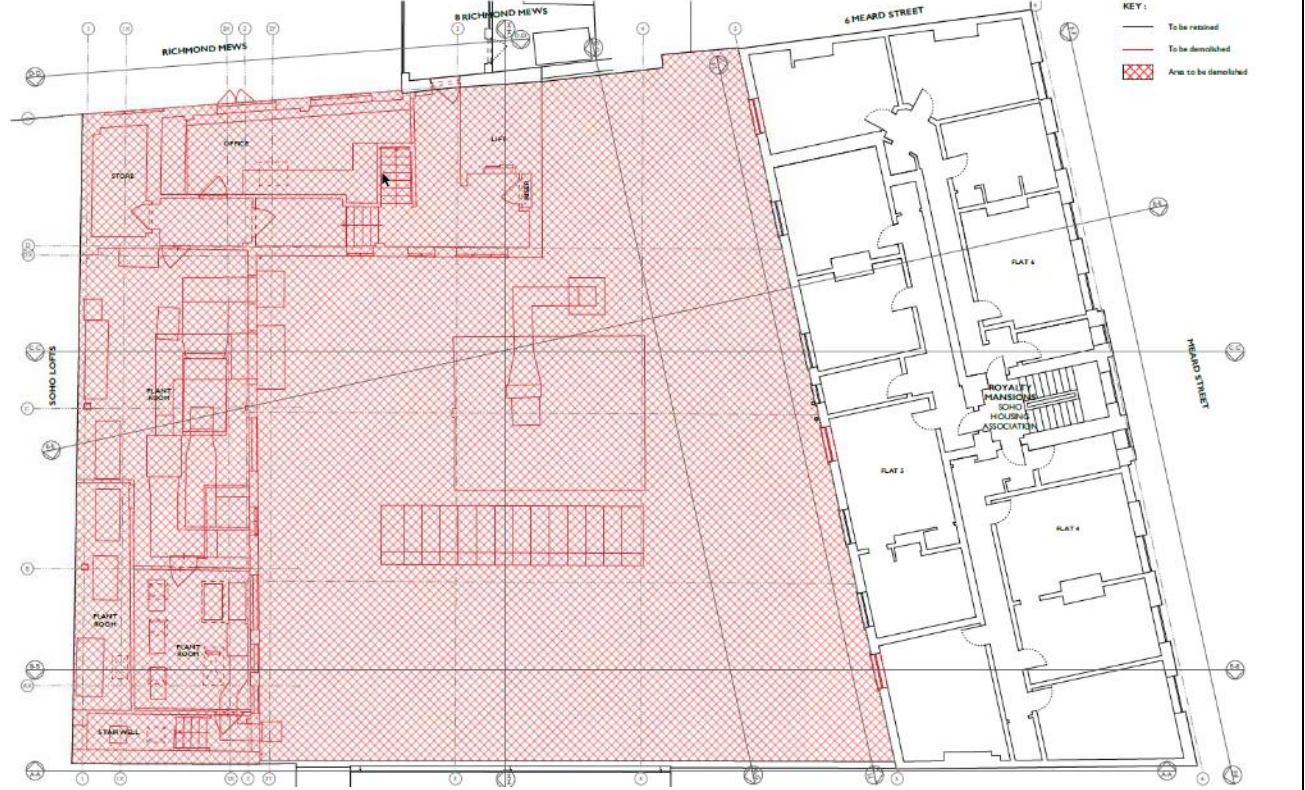 8 RICHMOND MEWS
6 MEARD STREET
KEY :
To be retained
To be demolished
Area to be demolished
RICHMOND MEWS
OFFICE
LIFT
STORE
RISER
FLAT 6
SOHO LOFTS
MEARD STREET
PLANT
ROOM
ROYALTY
MANSIONS
SOHO
HOUSING
ASSOCIATION
FLAT 5
FLAT 4
PLANT
ROOM
PLANT
ROOM
STAIRWELL